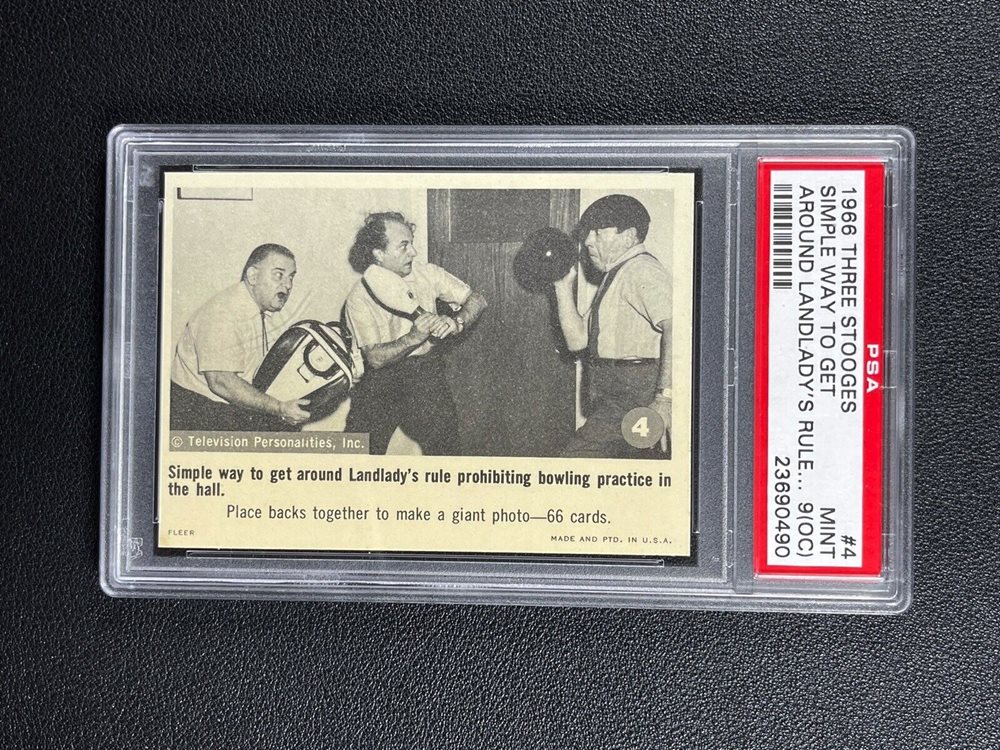 4
© Television Personalities, Inc.
Simple way to get around Landlady's rule prohibiting bowling practice in
the hall.
Place backs together to make a giant photo—66 cards.
FLEER
MADE AND PTD. IN U.S.A.
PSA
1966 THREE STOOGES #4
SIMPLE WAY TO GET MINT
AROUND LANDLADY'S RULE... 9(OC)
23690490